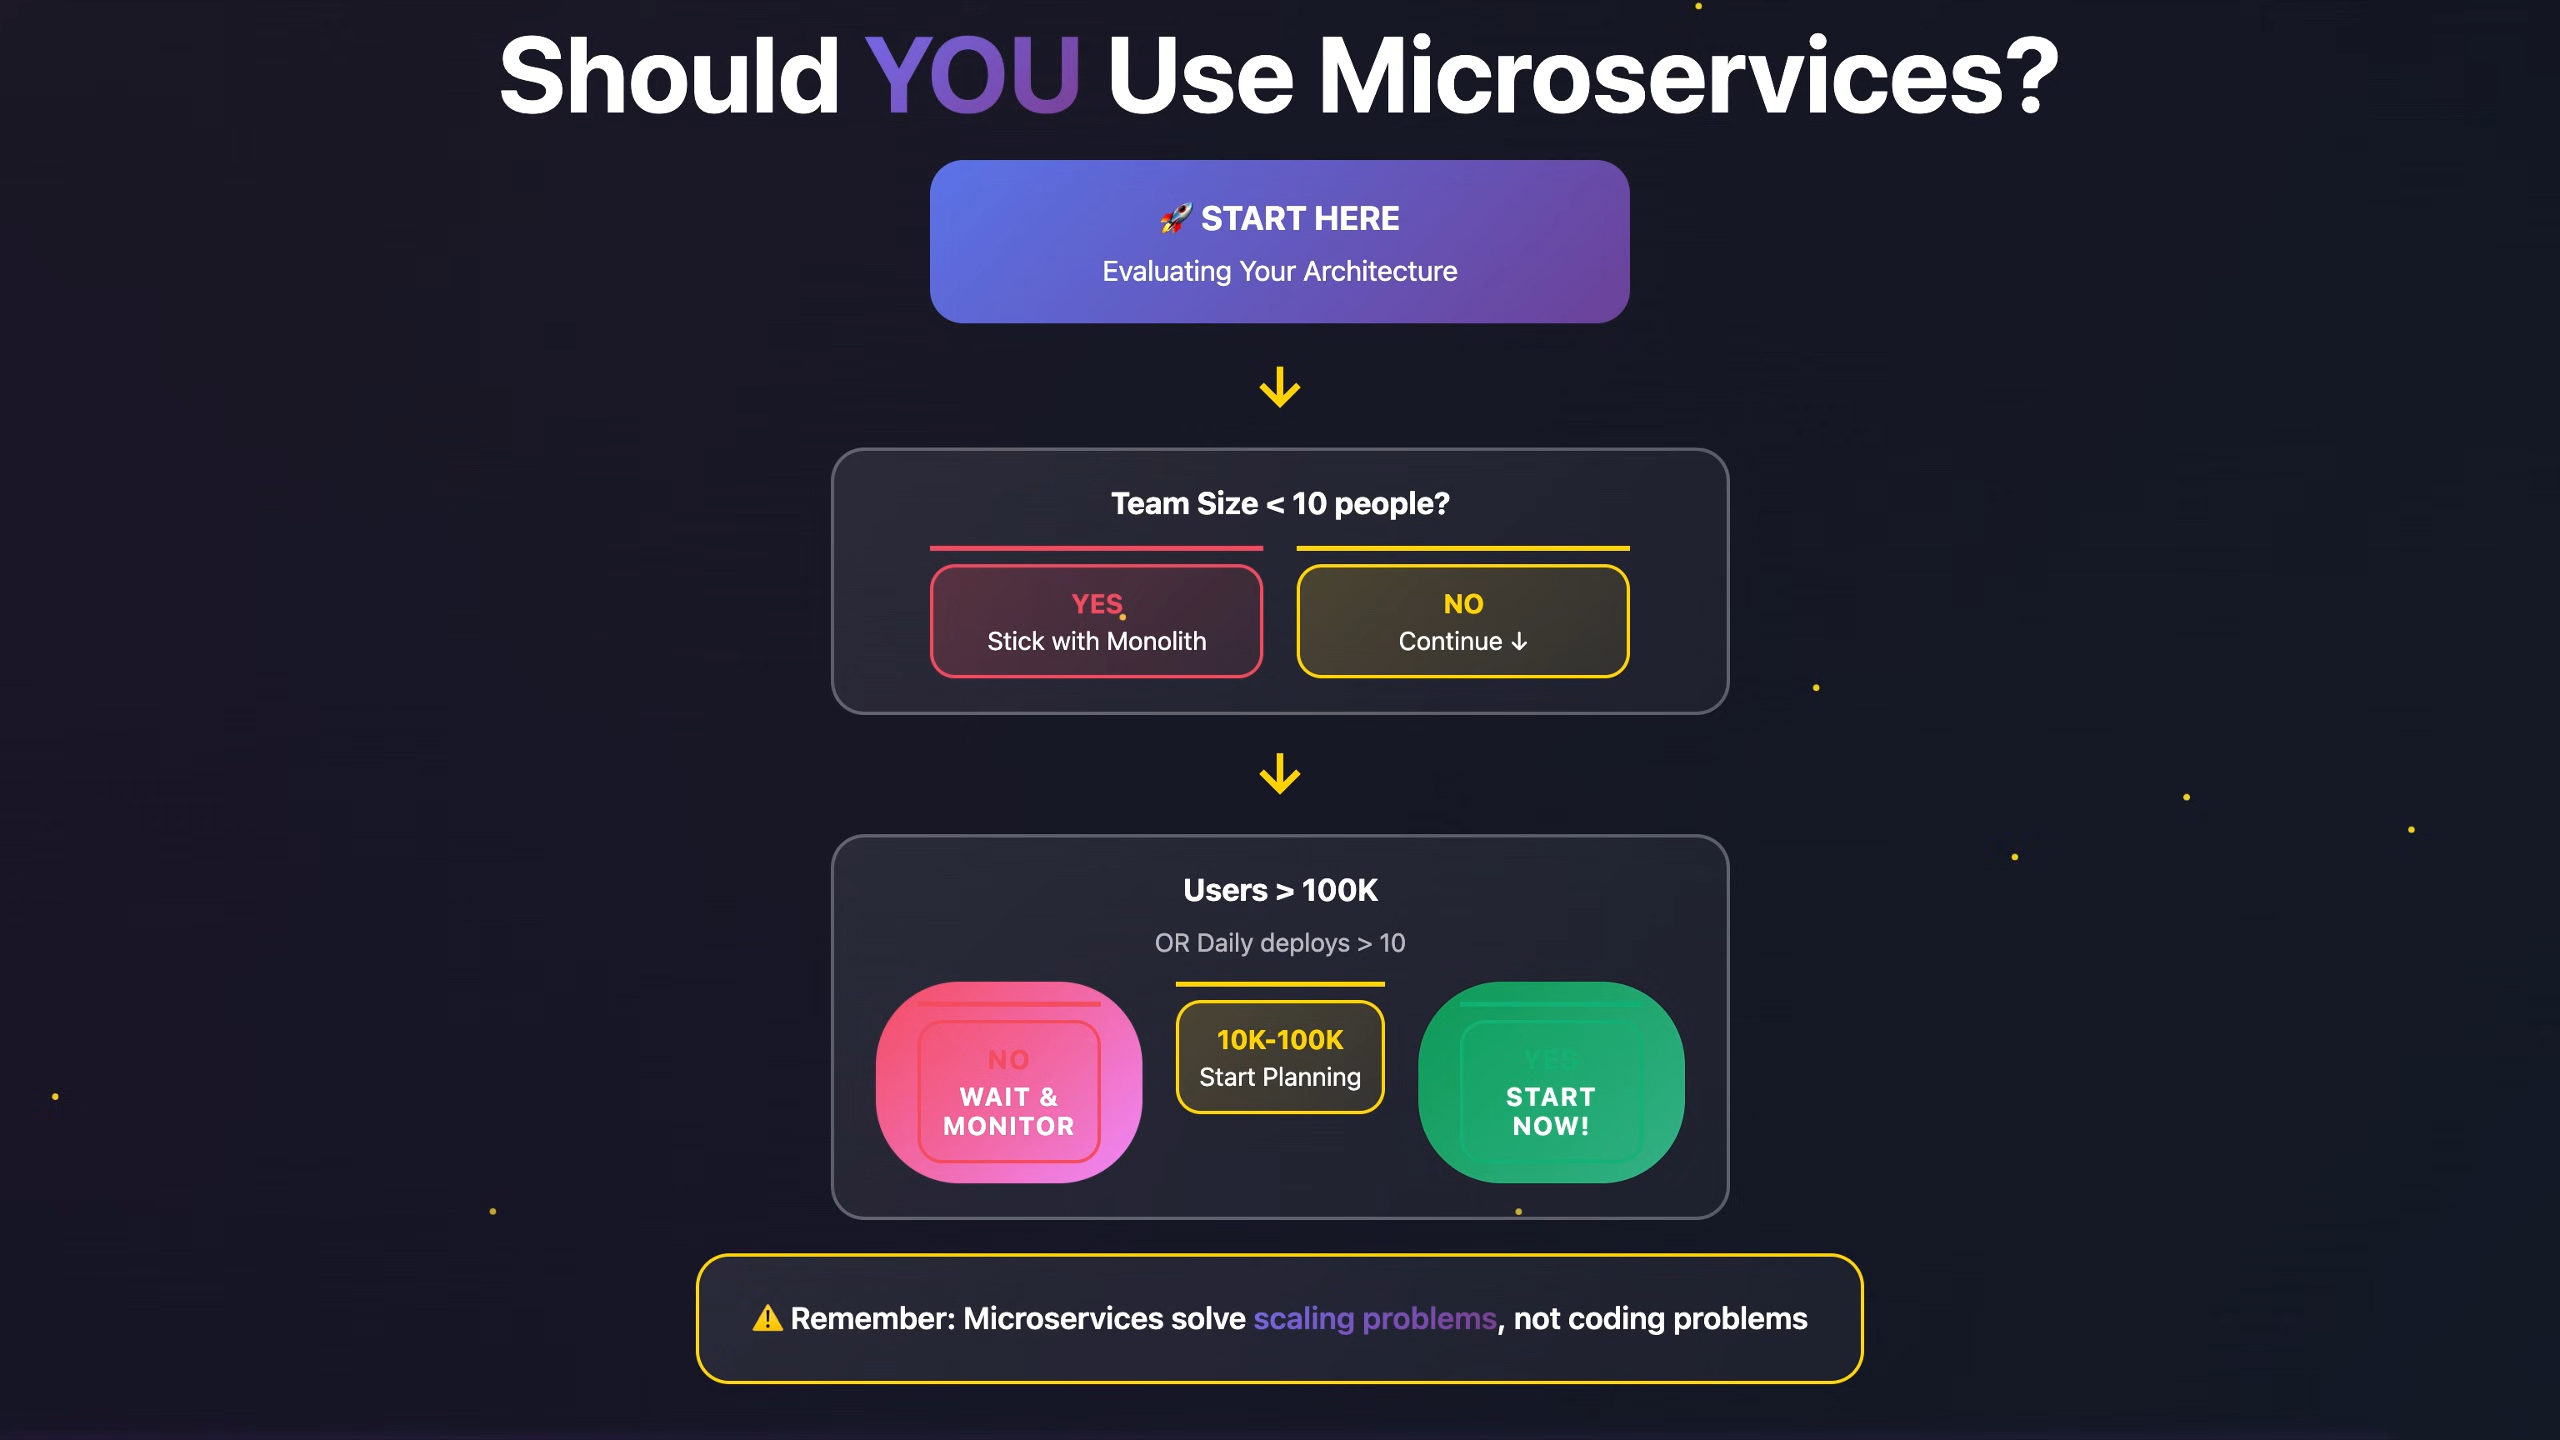 Should YOU Use Microservices?
🚀 START HERE
Evaluating Your Architecture
↓
Team Size < 10 people?
YES
Stick with Monolith
NO
Continue ↓
↓
Users > 100K
OR Daily deploys > 10
NO
WAIT &
MONITOR
10K-100K
Start Planning
YES
START
NOW!
⚠️ Remember: Microservices solve scaling problems, not coding problems